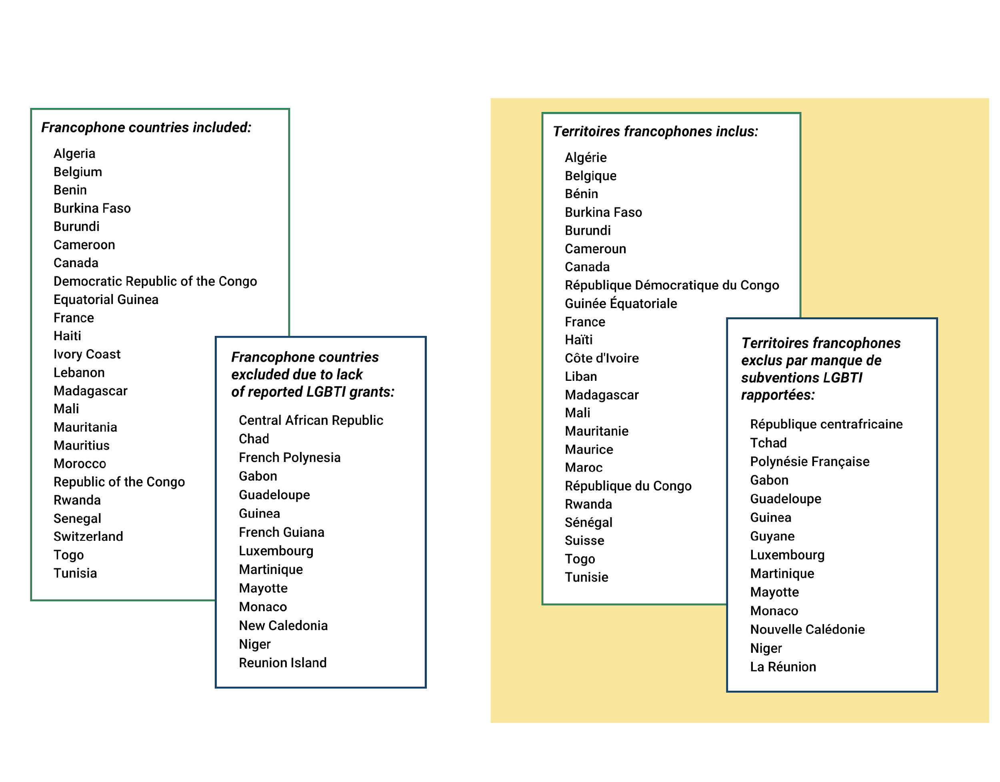 Francophone countries included:
Algeria
Belgium
Benin
Burkina Faso
Burundi
Cameroon
Canada
Democratic Republic of the Congo
Equatorial Guinea
France
Haiti
Ivory Coast
Lebanon
Madagascar
Mali
Mauritania
Mauritius
Morocco
Republic of the Congo
Rwanda
Senegal
Switzerland
Togo
Tunisia
Francophone countries
excluded due to lack
of reported LGBTI grants:
Central African Republic
Chad
French Polynesia
Gabon
Guadeloupe
Guinea
French Guiana
Luxembourg
Martinique
Mayotte
Monaco
New Caledonia
Niger
Reunion Island
Territoires francophones inclus:
Algérie
Belgique
Bénin
Burkina Faso
Burundi
Cameroun
Canada
République Démocratique du Congo
Guinée Équatoriale
France
Haïti
Côte d'Ivoire
Liban
Madagascar
Mali
Mauritanie
Maurice
Maroc
République du Congo
Rwanda
Sénégal
Suisse
Togo
Tunisie
Territoires francophones
exclus par manque de
subventions LGBTI
rapportées:
République centrafricaine
Tchad
Polynésie Française
Gabon
Guadeloupe
Guinea
Guyane
Luxembourg
Martinique
Mayotte
Monaco
Nouvelle Calédonie
Niger
La Réunion